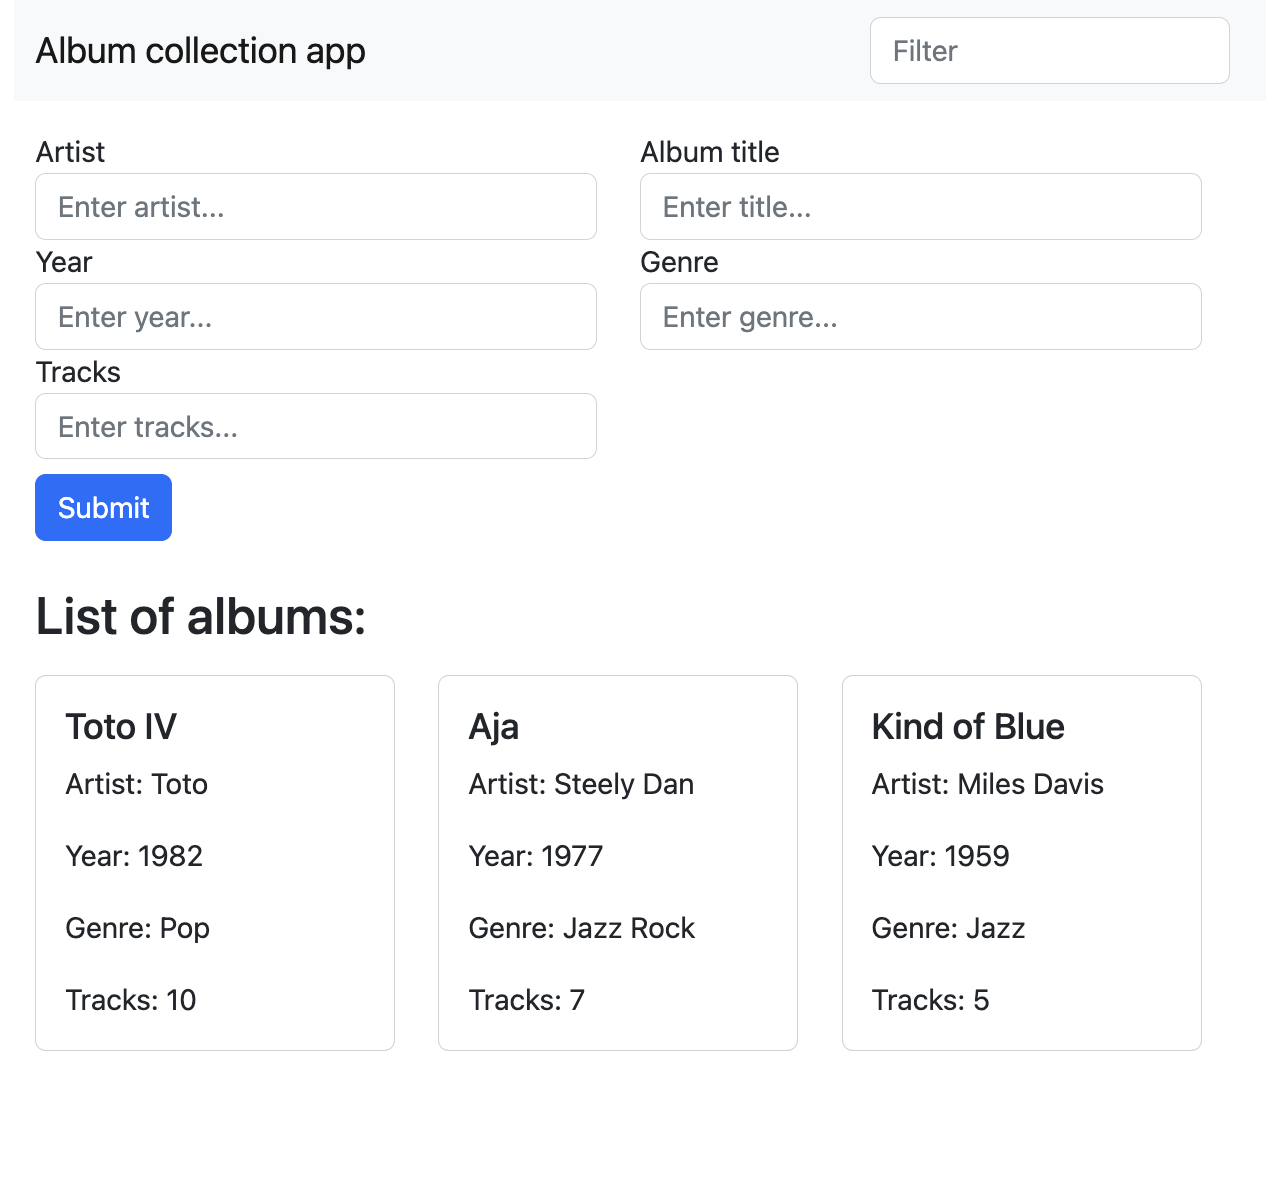 Album collection app
Filter
Artist
Album title
Enter artist...
Enter title...
Year
Genre
Enter year...
Enter genre...
Tracks
Enter tracks...
Submit
List of albums:
Toto IV
Artist: Toto
Year: 1982
Genre: Pop
Tracks: 10
Aja
Artist: Steely Dan
Year: 1977
Genre: Jazz Rock
Tracks: 7
Kind of Blue
Artist: Miles Davis
Year: 1959
Genre: Jazz
Tracks: 5